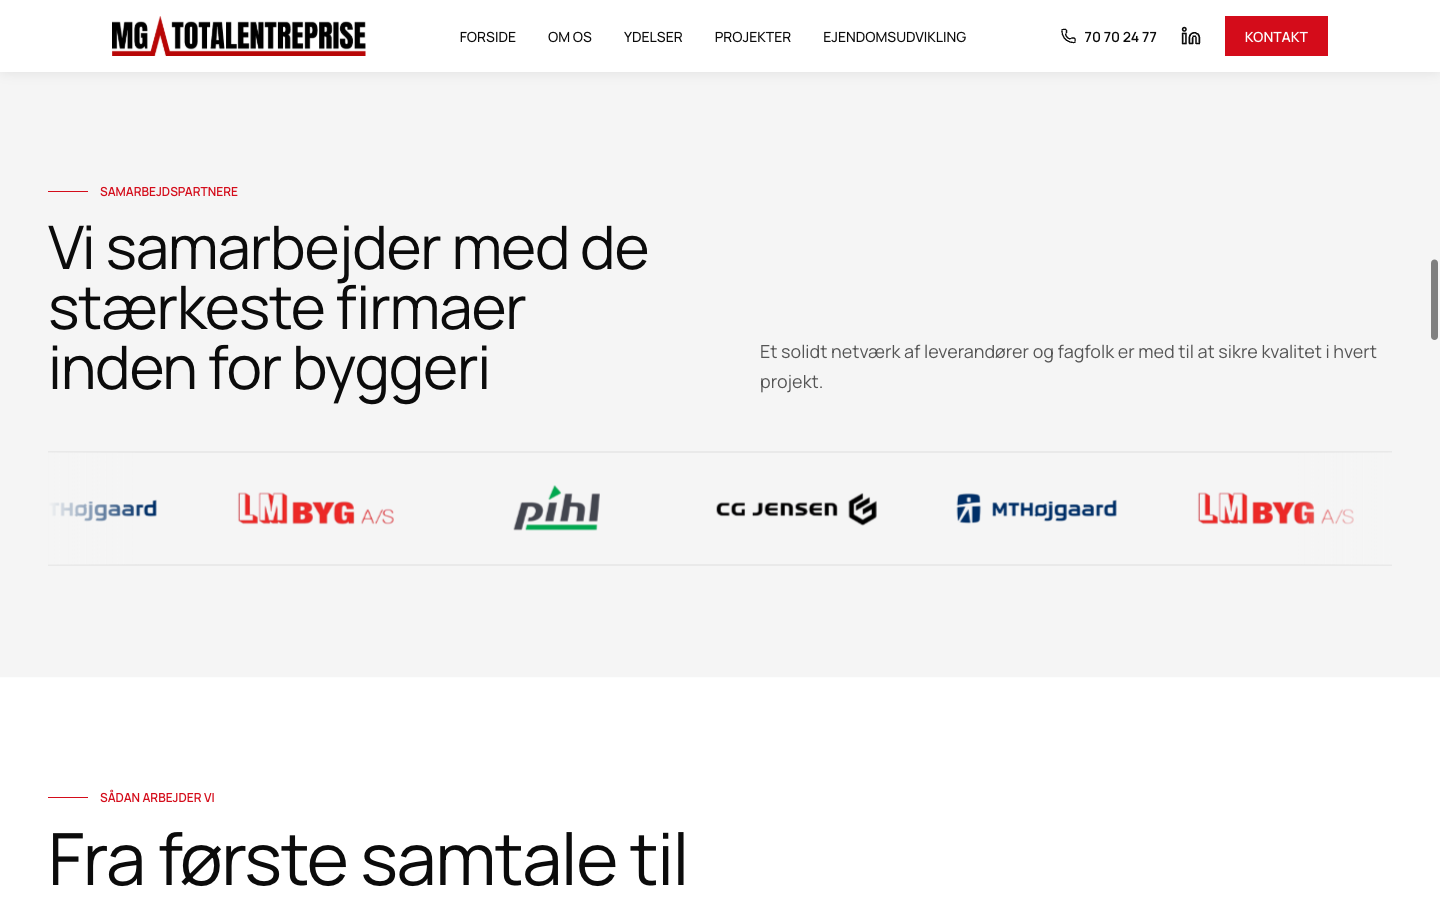 MG TOTALENTREPRISE
FORSIDE OM OS YDELSER PROJEKTER EJENDOMSUDVIKLING 70 70 24 77 in KONTAKT
SAMARBEJDSPARTNERE
Vi samarbejder med de
stærkeste firmaer
inden for byggeri
Et solidt netværk af leverandører og fagfolk er med til at sikre kvalitet i hvert
projekt.
THøjgaard LM BYG A/S pihl CG JENSEN MTHøjgaard LM BYG A/S
SÅDAN ARBEJDER VI
Fra første samtale til